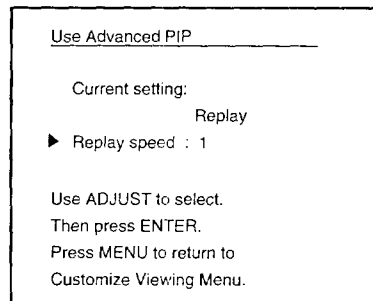 Use Advanced PIP
Current setting:
Replay
▶ Replay speed : 1
Use ADJUST to select.
Then press ENTER.
Press MENU to return to
Customize Viewing Menu.